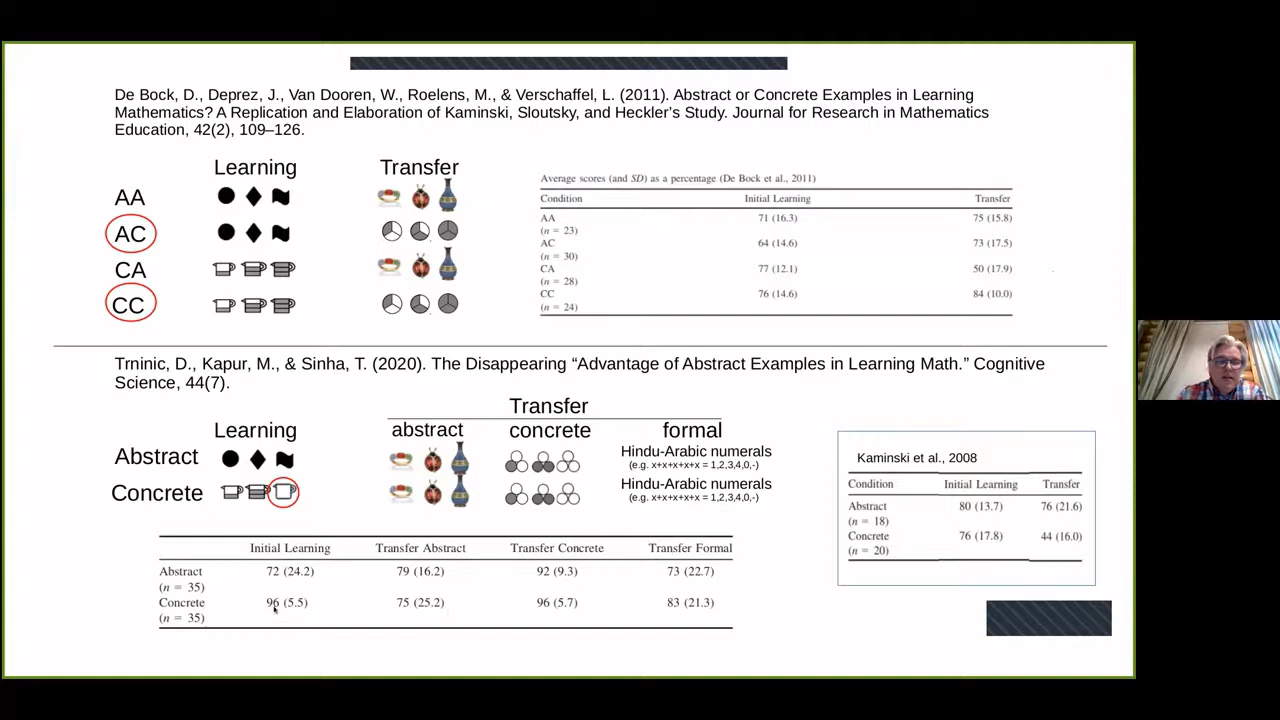 De Bock, D., Deprez, J., Van Dooren, W., Roelens, M., & Verschaffel, L. (2011). Abstract or Concrete Examples in Learning
Mathematics? A Replication and Elaboration of Kaminski, Sloutsky, and Heckler's Study. Journal for Research in Mathematics
Education, 42(2), 109–126.
Learning Transfer
AA
AC
CA
CC
Average scores (and SD) as a percentage (De Bock et al., 2011)
Condition Initial Learning Transfer
AA 71 (16.3) 75 (15.8)
(n = 23)
AC 64 (14.6) 73 (17.5)
(n = 30)
CA 77 (12.1) 50 (17.9)
(n = 28)
CC 76 (14.6) 84 (10.0)
(n = 24)
Trninic, D., Kapur, M., & Sinha, T. (2020). The Disappearing “Advantage of Abstract Examples in Learning Math.” Cognitive
Science, 44(7).
Transfer
Learning abstract concrete formal
Abstract Hindu-Arabic numerals
(e.g. x+x+x+x+x = 1,2,3,4,0,-)
Concrete Hindu-Arabic numerals
(e.g. x+x+x+x+x = 1,2,3,4,0,-)
Initial Learning Transfer Abstract Transfer Concrete Transfer Formal
Abstract 72 (24.2) 79 (16.2) 92 (9.3) 73 (22.7)
(n = 35)
Concrete 96 (5.5) 75 (25.2) 96 (5.7) 83 (21.3)
(n = 35)
Kaminski et al., 2008
Condition Initial Learning Transfer
Abstract 80 (13.7) 76 (21.6)
(n = 18)
Concrete 76 (17.8) 44 (16.0)
(n = 20)